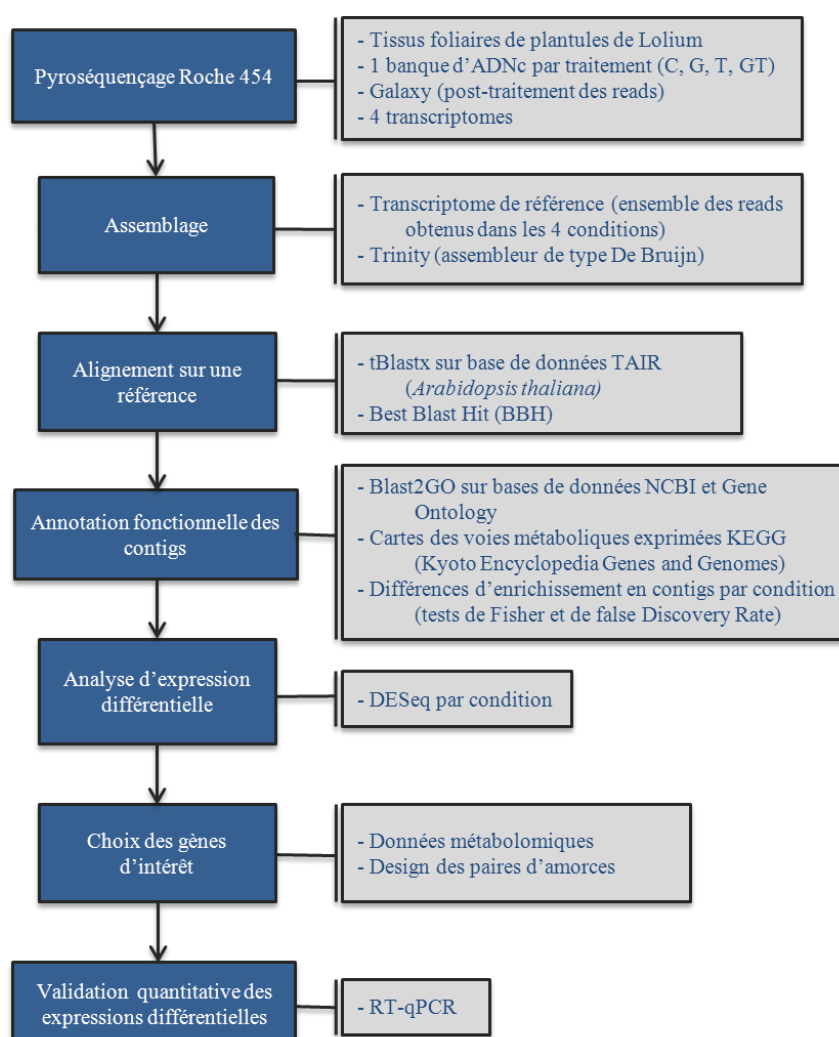 Pyroséquençage Roche 454
- Tissus foliaires de plantules de Lolium
- 1 banque d'ADNc par traitement (C, G, T, GT)
- Galaxy (post-traitement des reads)
- 4 transcriptomes
Assemblage
- Transcriptome de référence (ensemble des reads
obtenus dans les 4 conditions)
- Trinity (assembleur de type De Bruijn)
Alignement sur une
référence
- tBlastx sur base de données TAIR
(Arabidopsis thaliana)
- Best Blast Hit (BBH)
Annotation fonctionnelle des
contigs
- Blast2GO sur bases de données NCBI et Gene
Ontology
- Cartes des voies métaboliques exprimées KEGG
(Kyoto Encyclopedia Genes and Genomes)
- Différences d'enrichissement en contigs par condition
(tests de Fisher et de false Discovery Rate)
Analyse d'expression
différentielle
- DESeq par condition
Choix des gènes
d'intérêt
- Données métabolomiques
- Design des paires d'amorces
Validation quantitative des
expressions différentielles
- RT-qPCR